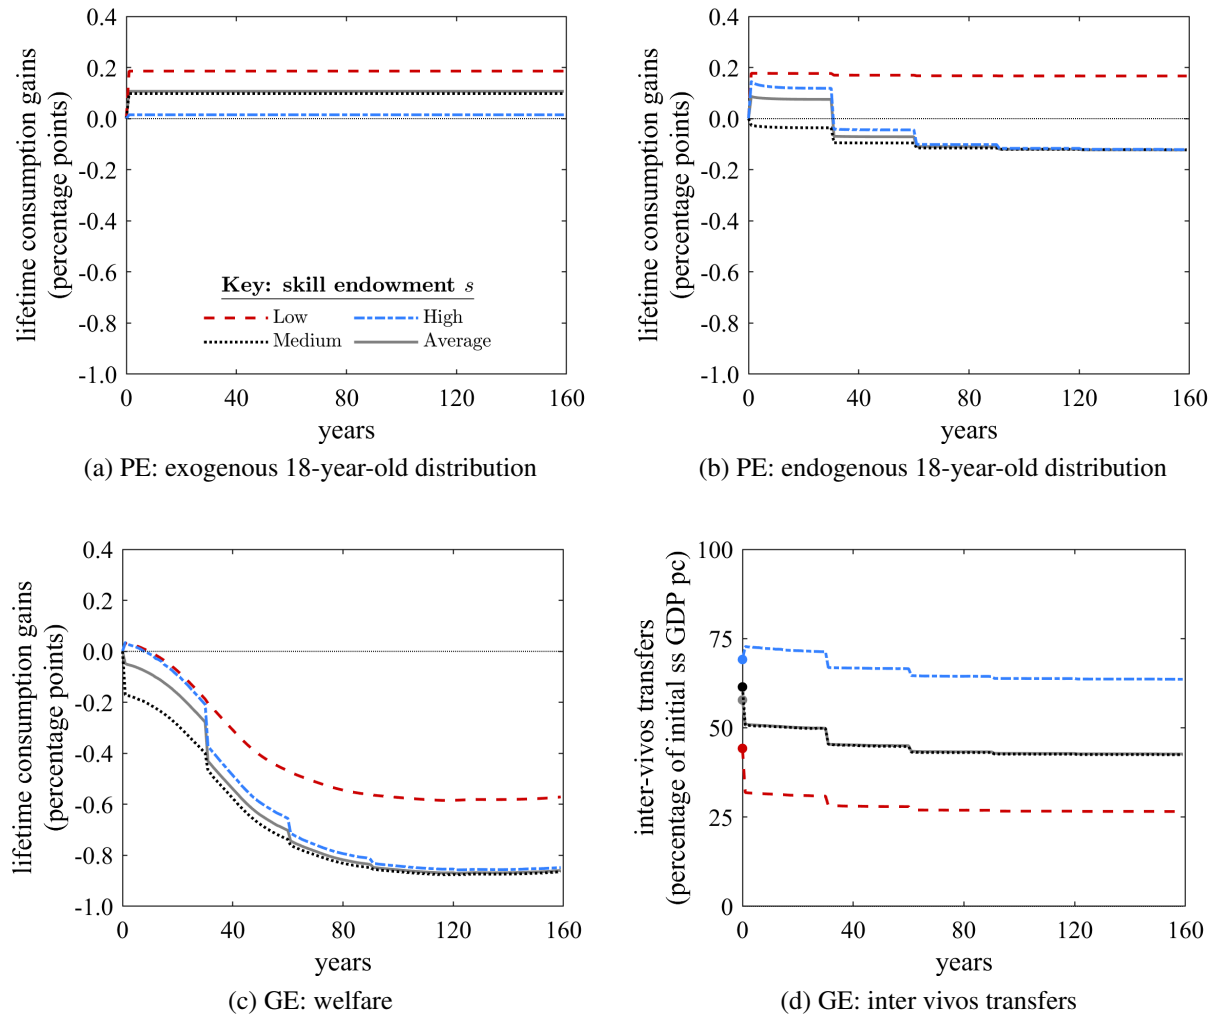 0.4
0.2
0.0
-0.2
-0.4
-0.6
-0.8
-1.0
lifetime consumption gains
(percentage points)
Key: skill endowment s
Low
High
Medium
Average
0
40
80
120
160
years
(a) PE: exogenous 18-year-old distribution
0.4
0.2
0.0
-0.2
-0.4
-0.6
-0.8
-1.0
lifetime consumption gains
(percentage points)
0
40
80
120
160
years
(b) PE: endogenous 18-year-old distribution
0.4
0.2
0.0
-0.2
-0.4
-0.6
-0.8
-1.0
lifetime consumption gains
(percentage points)
0
40
80
120
160
years
(c) GE: welfare
100
75
50
25
0
inter-vivos transfers
(percentage of initial ss GDP pc)
0
40
80
120
160
years
(d) GE: inter vivos transfers